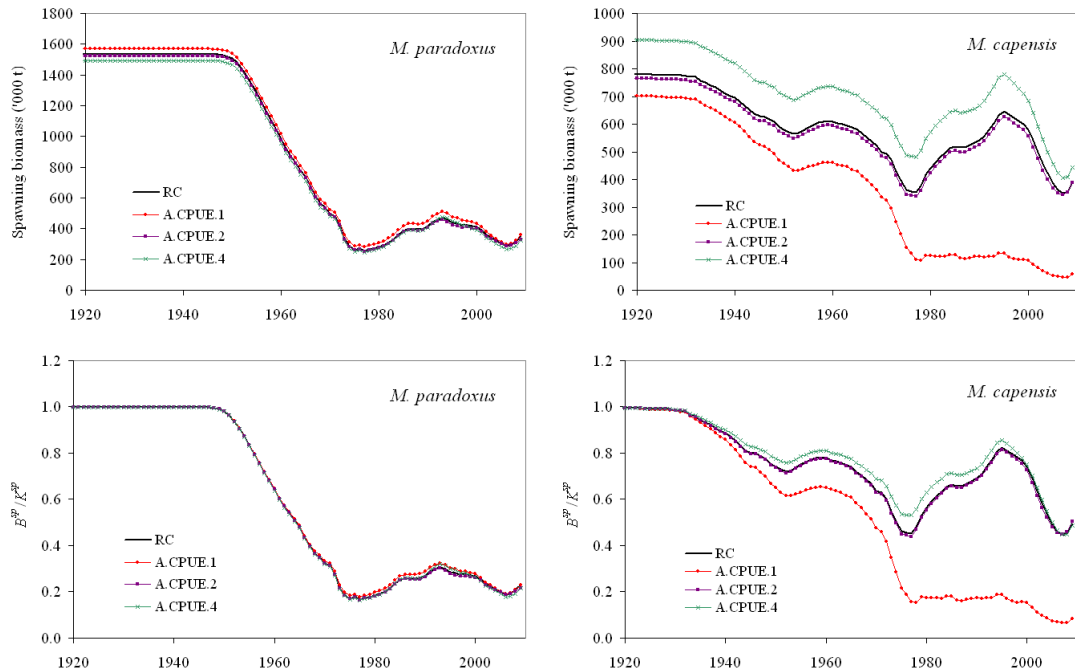 M. paradoxus
Spawning biomass ('000 t)
1800
1600
1400
1200
1000
800
600
400
200
0
RC
A.CPUE.1
A.CPUE.2
A.CPUE.4
1920
1940
1960
1980
2000
M. capensis
Spawning biomass ('000 t)
1000
900
800
700
600
500
400
300
200
100
0
RC
A.CPUE.1
A.CPUE.2
A.CPUE.4
1920
1940
1960
1980
2000
M. paradoxus
B^sp/K^sp
1.2
1.0
0.8
0.6
0.4
0.2
0.0
RC
A.CPUE.1
A.CPUE.2
A.CPUE.4
1920
1940
1960
1980
2000
M. capensis
B^sp/K^sp
1.2
1.0
0.8
0.6
0.4
0.2
0.0
RC
A.CPUE.1
A.CPUE.2
A.CPUE.4
1920
1940
1960
1980
2000